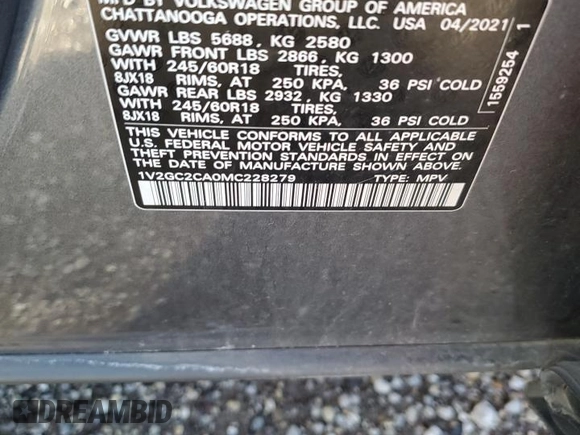 MFD BY VOLKSWAGEN GROUP OF AMERICA
CHATTANOOGA OPERATIONS, LLC. USA 04/2021
GVWR LBS 5688, KG 2580
GAWR FRONT LBS 2866, KG 1300
WITH 245/60R18 TIRES,
8JX18 RIMS, AT 250 KPA, 36 PSI COLD
GAWR REAR LBS 2932, KG 1330
WITH 245/60R18 TIRES,
8JX18 RIMS, AT 250 KPA, 36 PSI COLD
THIS VEHICLE CONFORMS TO ALL APPLICABLE
U.S. FEDERAL MOTOR VEHICLE SAFETY AND
THEFT PREVENTION STANDARDS IN EFFECT ON
THE DATE OF MANUFACTURE SHOWN ABOVE
1V2GC2CA0MC228279 TYPE: MPV
1559254 1
DREAMBID